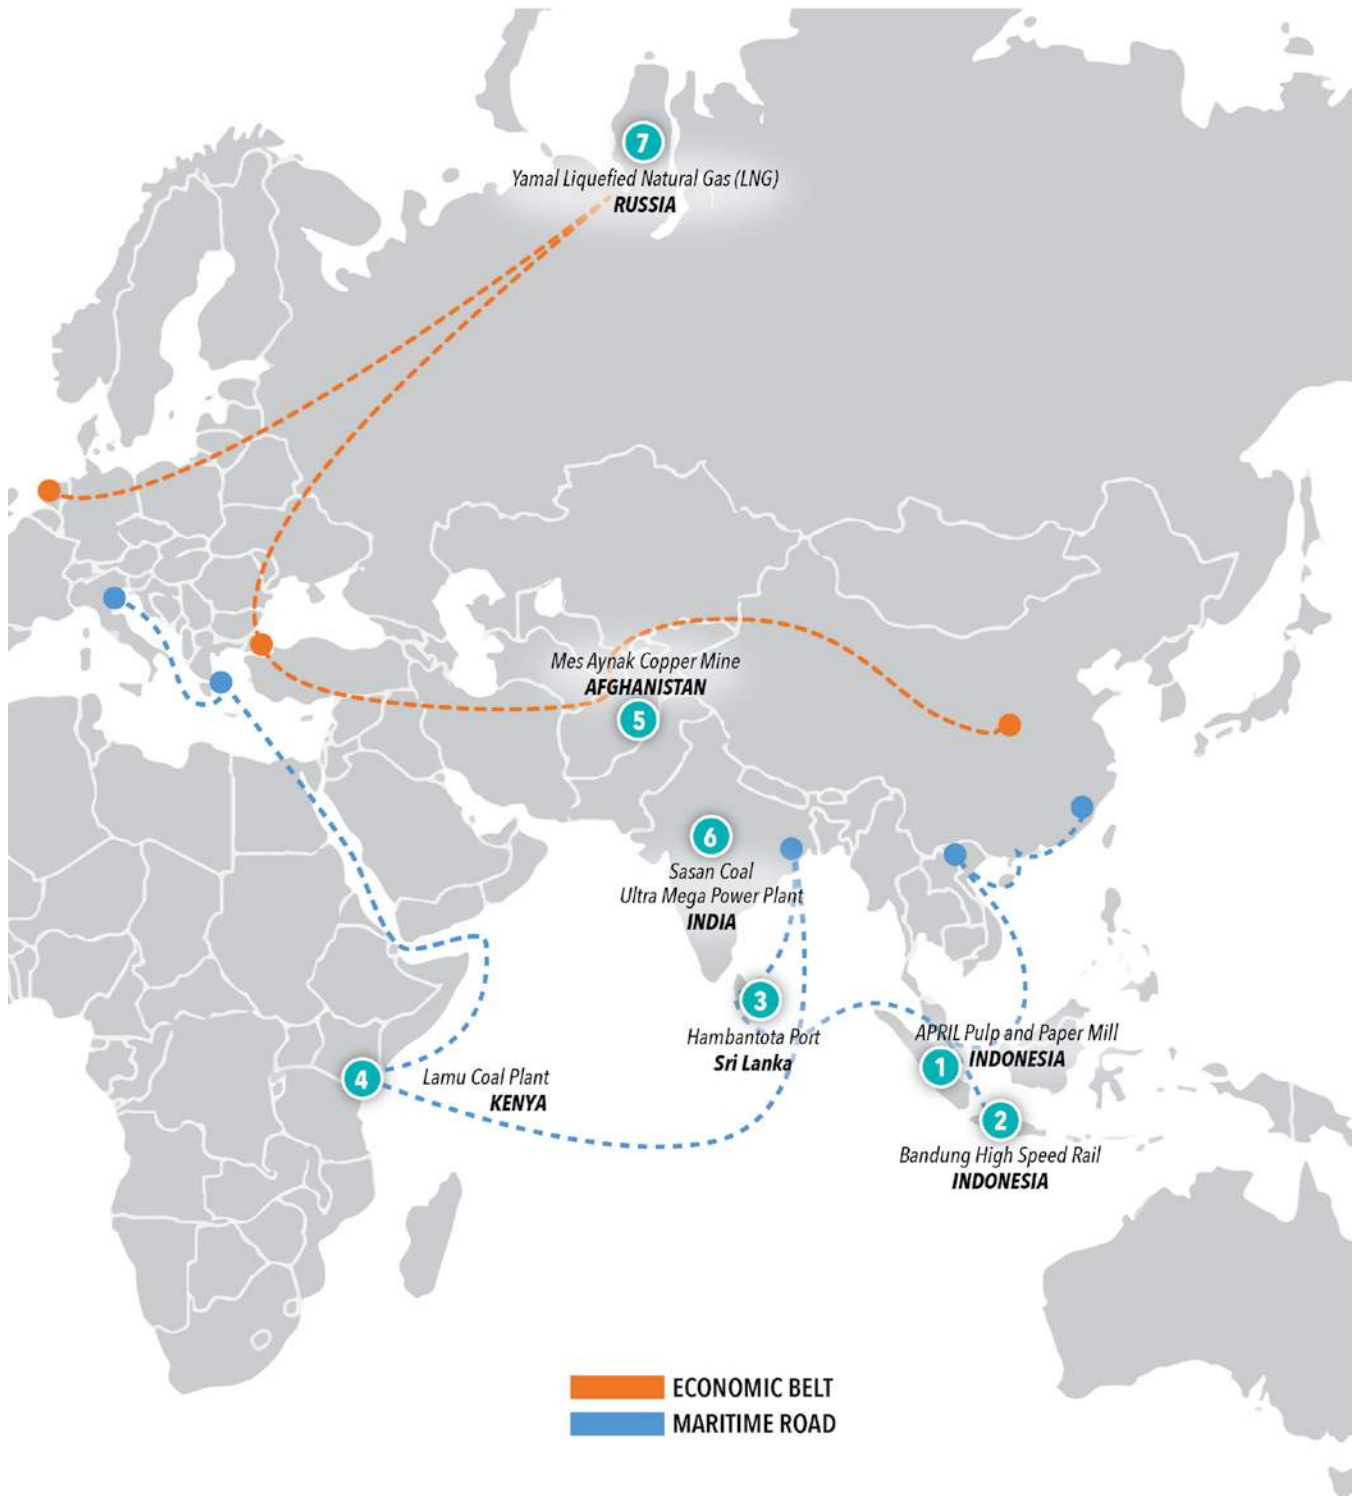 7
Yamal Liquefied Natural Gas (LNG)
RUSSIA
Mes Aynak Copper Mine
AFGHANISTAN
5
6
Sasan Coal
Ultra Mega Power Plant
INDIA
3
Hambantota Port
Sri Lanka
APRIL Pulp and Paper Mill
INDONESIA
1
4
Lamu Coal Plant
KENYA
2
Bandung High Speed Rail
INDONESIA
ECONOMIC BELT
MARITIME ROAD